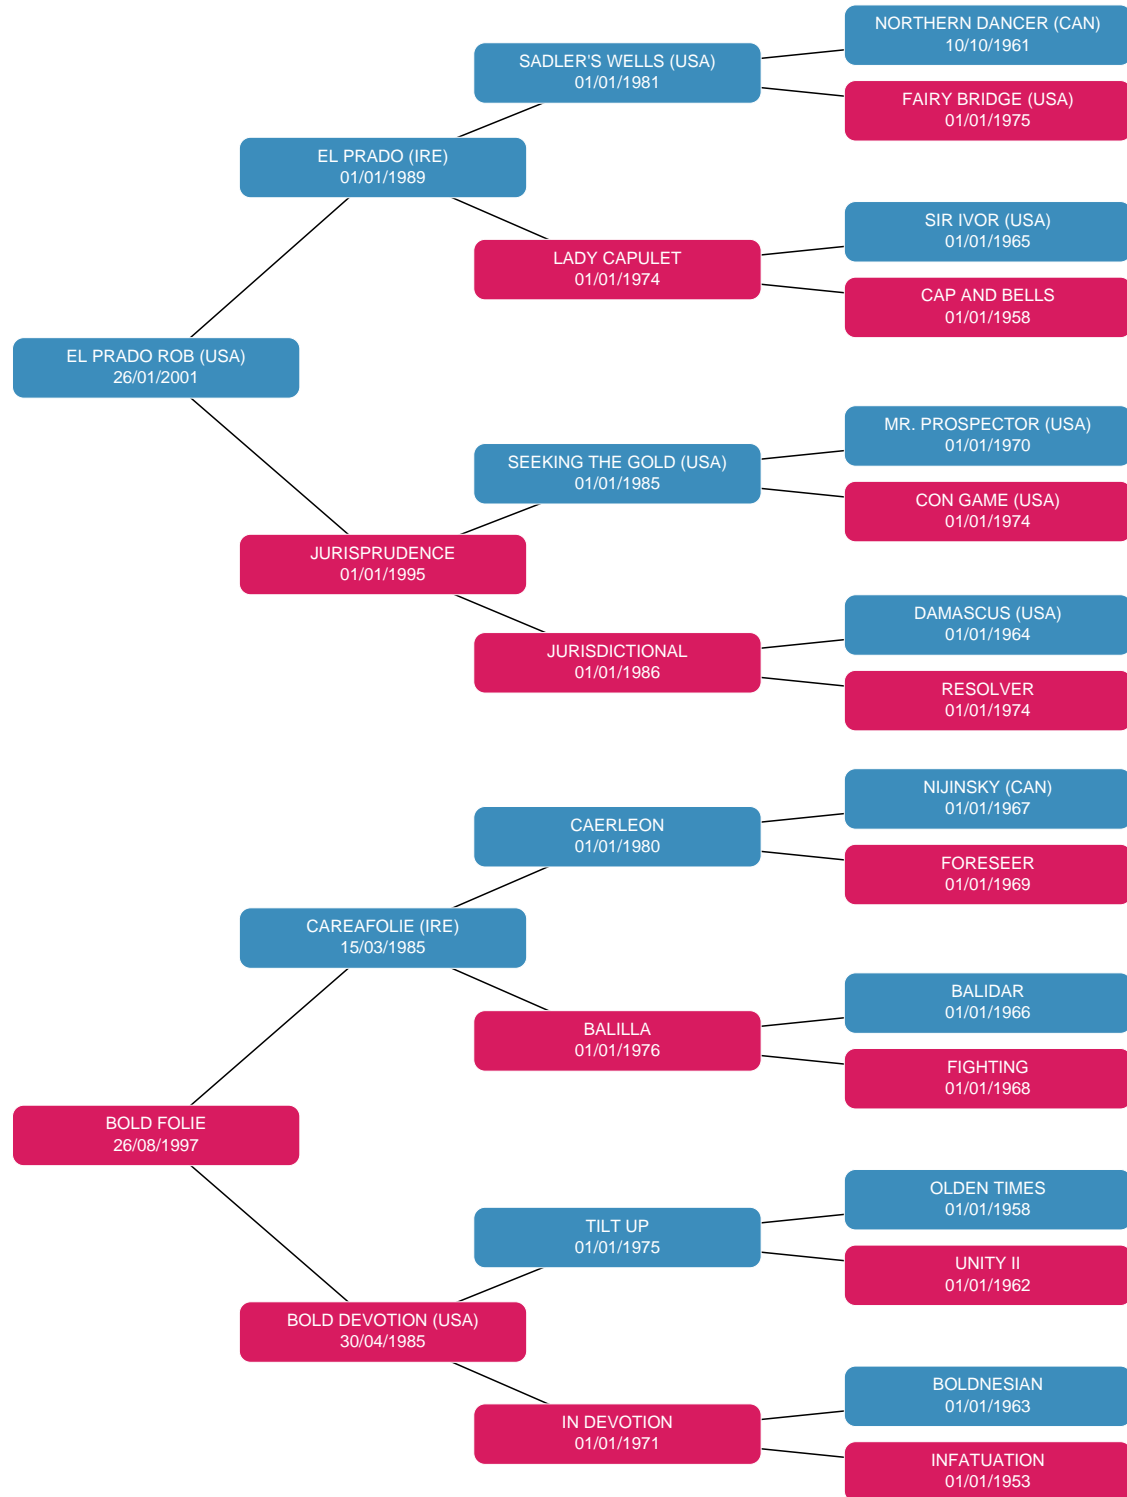 NORTHERN DANCER (CAN)
10/10/1961
SADLER'S WELLS (USA)
01/01/1981
FAIRY BRIDGE (USA)
01/01/1975
EL PRADO (IRE)
01/01/1989
SIR IVOR (USA)
01/01/1965
LADY CAPULET
01/01/1974
CAP AND BELLS
01/01/1958
EL PRADO ROB (USA)
26/01/2001
MR. PROSPECTOR (USA)
01/01/1970
SEEKING THE GOLD (USA)
01/01/1985
CON GAME (USA)
01/01/1974
JURISPRUDENCE
01/01/1995
DAMASCUS (USA)
01/01/1964
JURISDICTIONAL
01/01/1986
RESOLVER
01/01/1974
NIJINSKY (CAN)
01/01/1967
CAERLEON
01/01/1980
FORESEER
01/01/1969
CAREAFOLIE (IRE)
15/03/1985
BALIDAR
01/01/1966
BALILLA
01/01/1976
FIGHTING
01/01/1968
BOLD FOLIE
26/08/1997
OLDEN TIMES
01/01/1958
TILT UP
01/01/1975
UNITY II
01/01/1962
BOLD DEVOTION (USA)
30/04/1985
BOLDNESIAN
01/01/1963
IN DEVOTION
01/01/1971
INFATUATION
01/01/1953